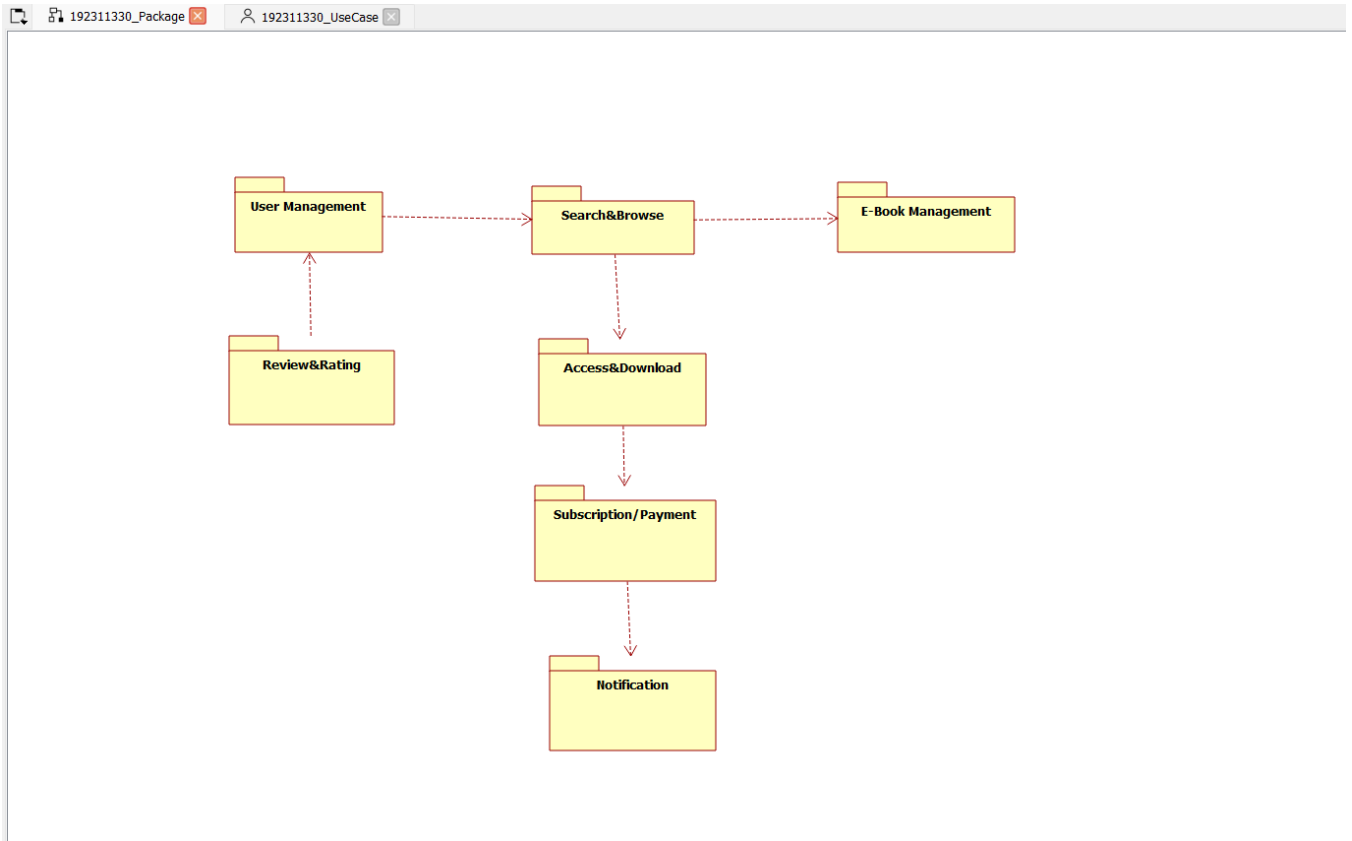 192311330_Package
192311330_UseCase
User Management
Search&Browse
E-Book Management
Review&Rating
Access&Download
Subscription/Payment
Notification